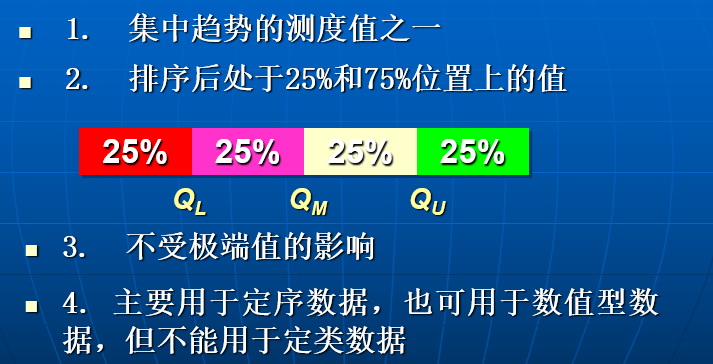 1. 集中趋势的测度值之一
2. 排序后处于25%和75%位置上的值
25% 25% 25% 25%
QL QM QU
3. 不受极端值的影响
4. 主要用于定序数据，也可用于数值型数
据，但不能用于定类数据